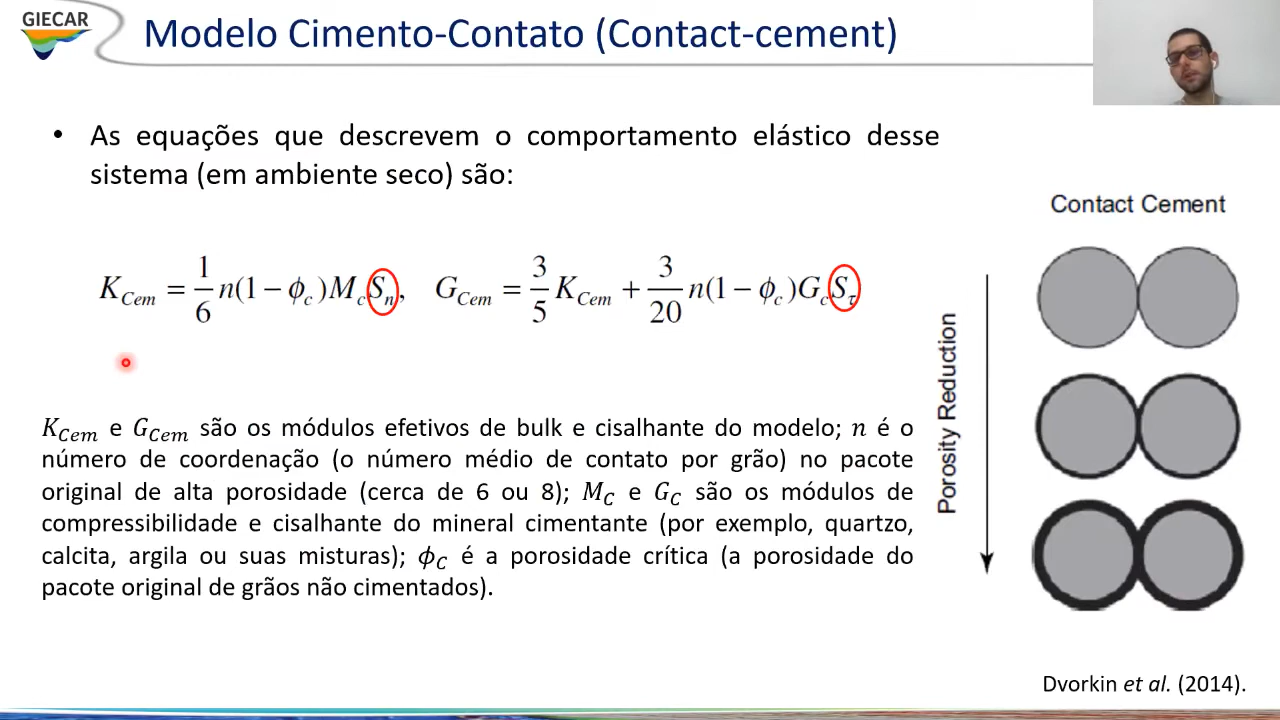 GIECAR
Modelo Cimento-Contato (Contact-cement)
• As equações que descrevem o comportamento elástico desse
sistema (em ambiente seco) são:
K_Cem = 1/6 n(1 − ϕ_c)M_c S_n, G_Cem = 3/5 K_Cem + 3/20 n(1 − ϕ_c)G_c S_τ
K_Cem e G_Cem são os módulos efetivos de bulk e cisalhante do modelo; n é o
número de coordenação (o número médio de contato por grão) no pacote
original de alta porosidade (cerca de 6 ou 8); M_C e G_C são os módulos de
compressibilidade e cisalhante do mineral cimentante (por exemplo, quartzo,
calcita, argila ou suas misturas); ϕ_C é a porosidade crítica (a porosidade do
pacote original de grãos não cimentados).
Contact Cement
Porosity Reduction
Dvorkin et al. (2014).